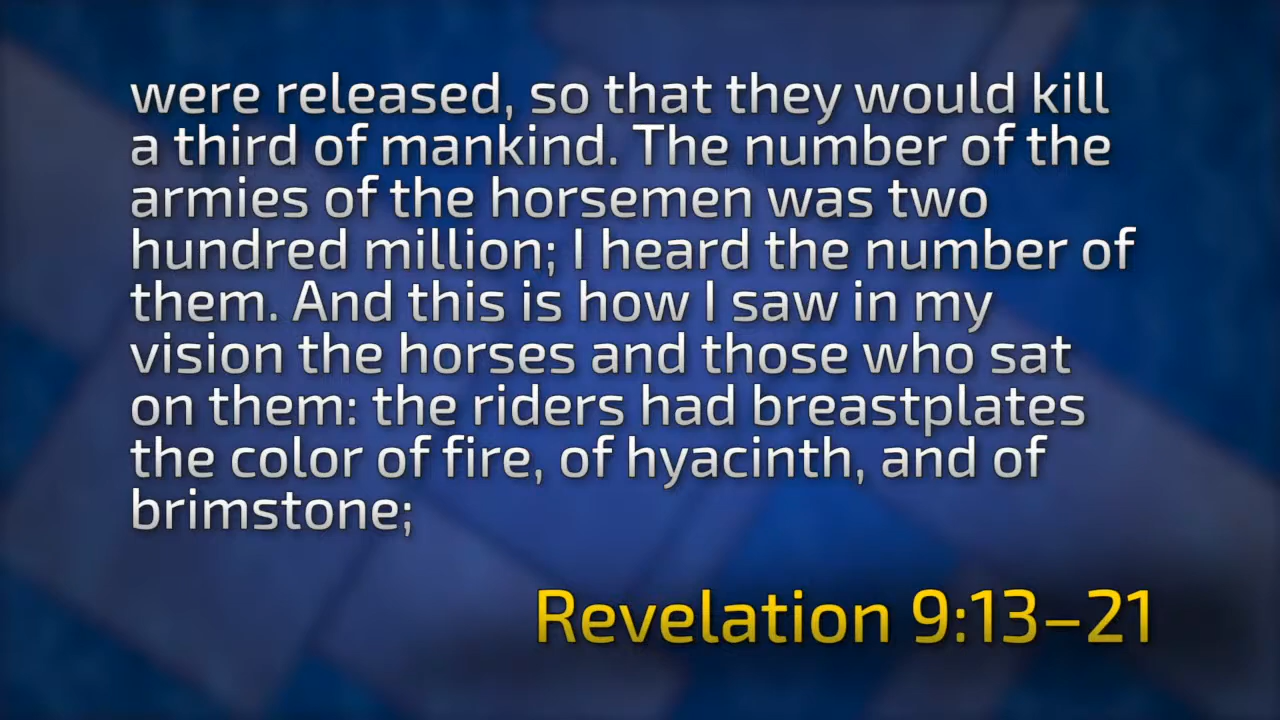 were released, so that they would kill
a third of mankind. The number of the
armies of the horsemen was two
hundred million; I heard the number of
them. And this is how I saw in my
vision the horses and those who sat
on them: the riders had breastplates
the color of fire, of hyacinth, and of
brimstone;
Revelation 9:13–21